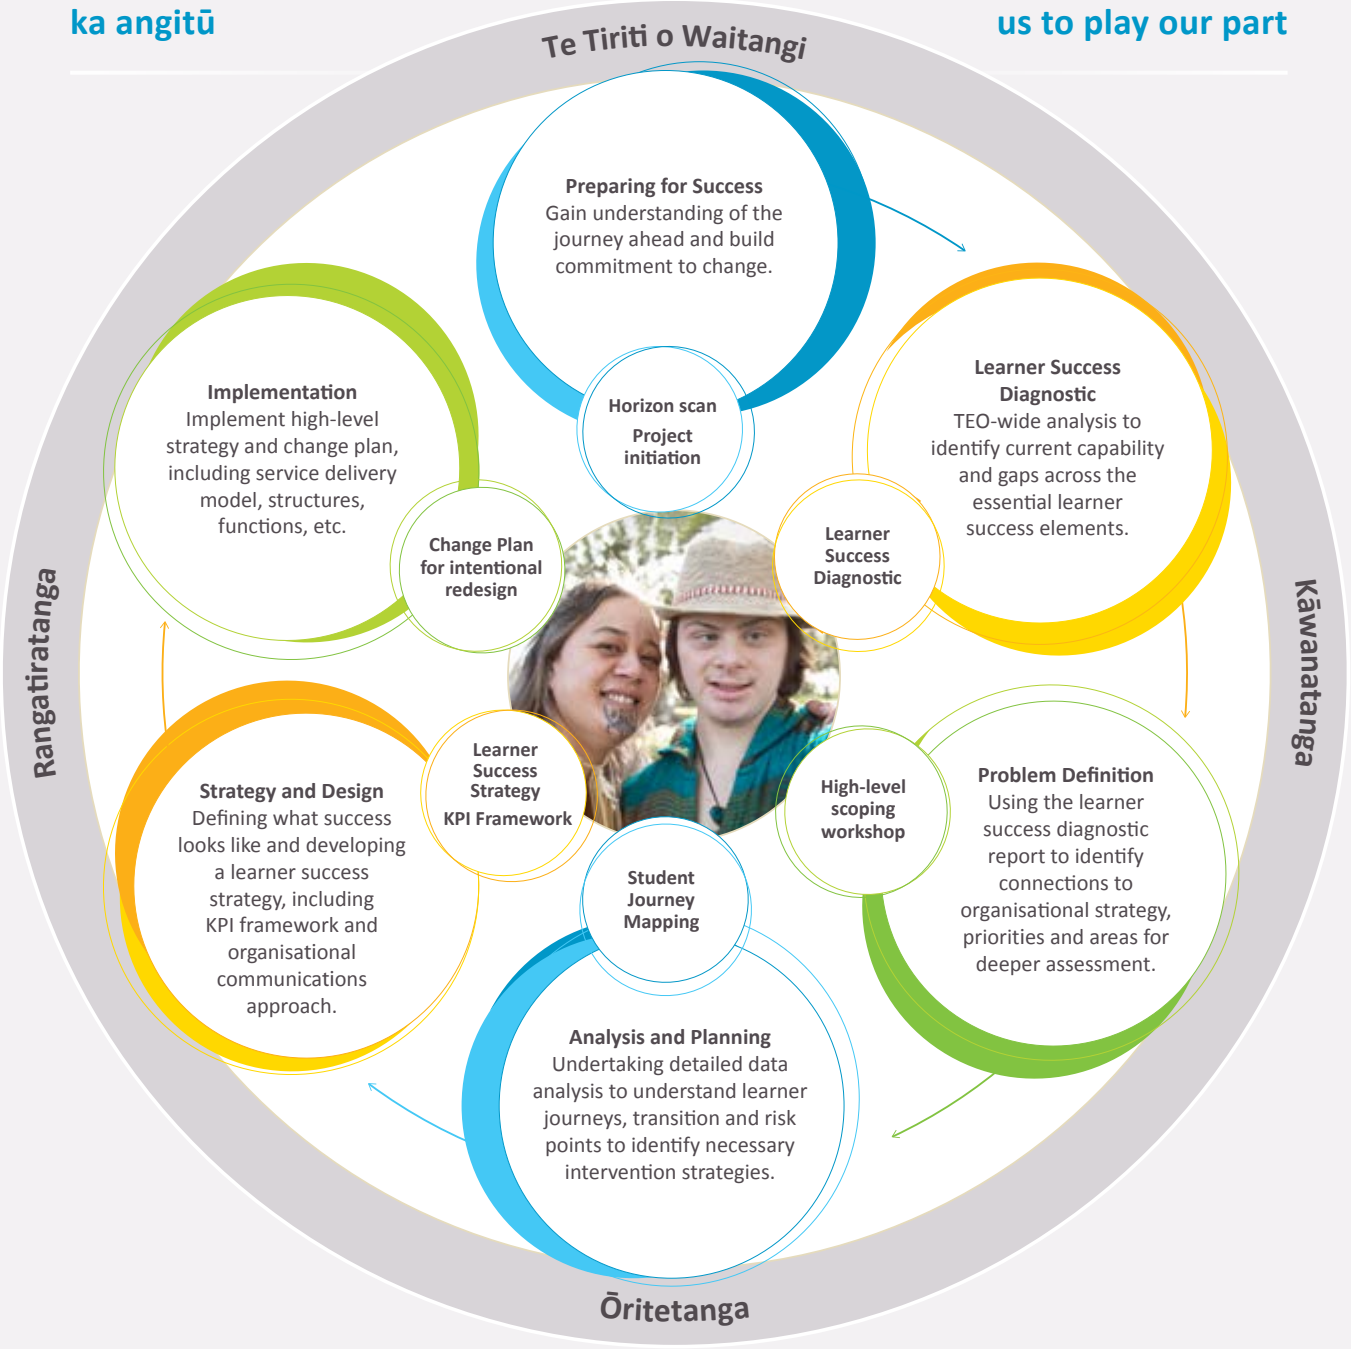 ka angitū
us to play our part
Te Tiriti o Waitangi
Preparing for Success
Gain understanding of the
journey ahead and build
commitment to change.
Horizon scan
Project
initiation
Learner Success
Diagnostic
TEO-wide analysis to
identify current capability
and gaps across the
essential learner
success elements.
Learner
Success
Diagnostic
Kāwanatanga
Problem Definition
Using the learner
success diagnostic
report to identify
connections to
organisational strategy,
priorities and areas for
deeper assessment.
High-level
scoping
workshop
Student
Journey
Mapping
Analysis and Planning
Undertaking detailed data
analysis to understand learner
journeys, transition and risk
points to identify necessary
intervention strategies.
Ōritetanga
Learner
Success
Strategy
KPI Framework
Strategy and Design
Defining what success
looks like and developing
a learner success
strategy, including
KPI framework and
organisational
communications
approach.
Rangatiratanga
Implementation
Implement high-level
strategy and change plan,
including service delivery
model, structures,
functions, etc.
Change Plan
for intentional
redesign